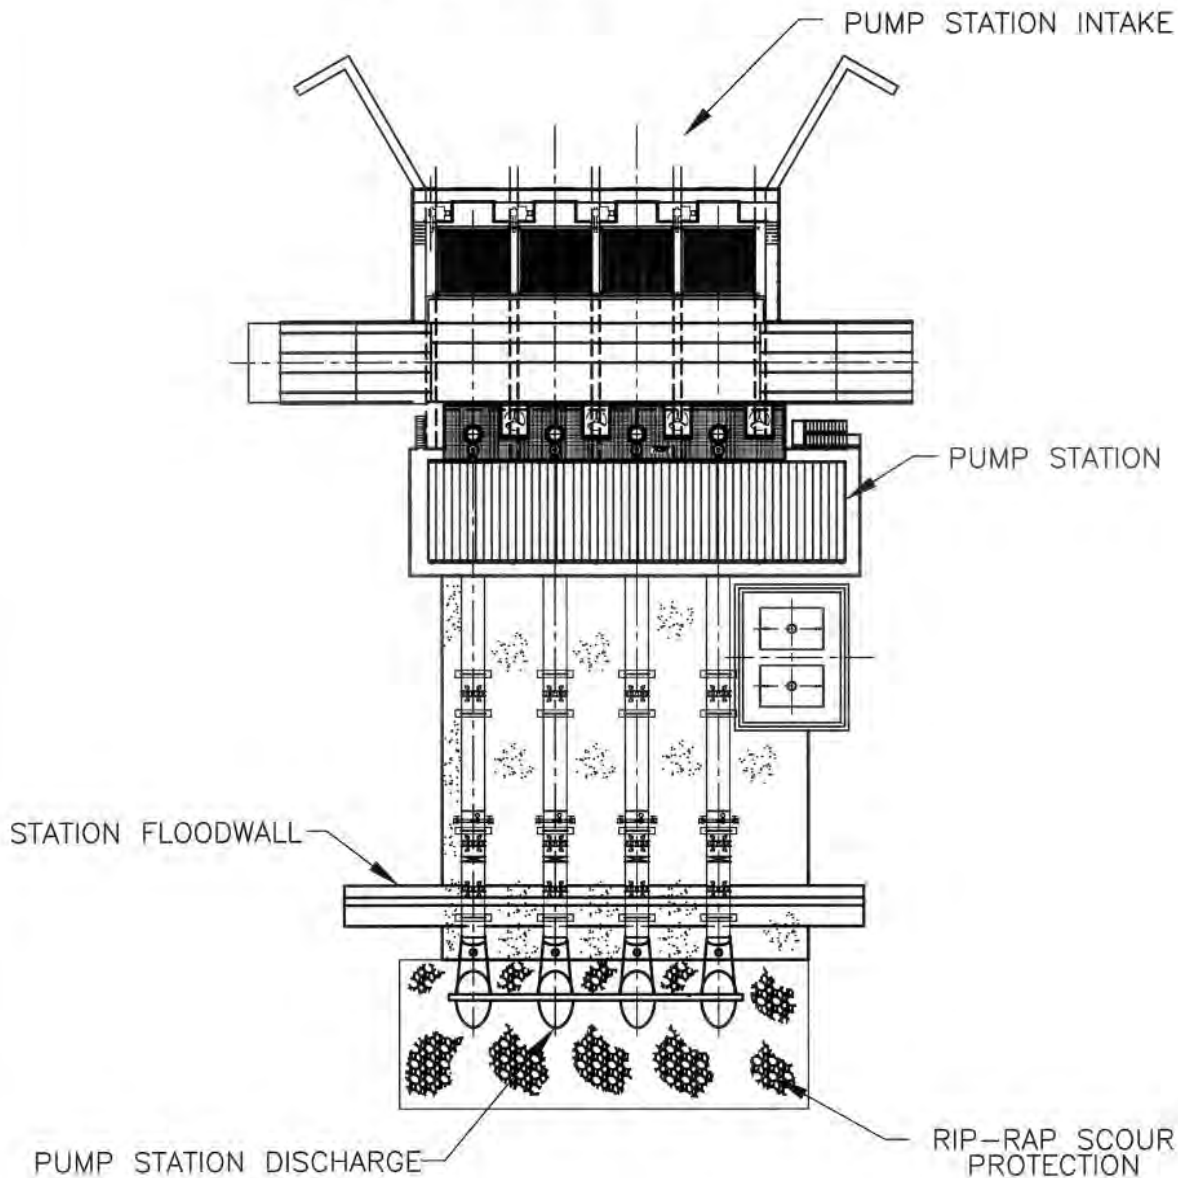 PUMP STATION INTAKE
PUMP STATION
STATION FLOODWALL
PUMP STATION DISCHARGE
RIP-RAP SCOUR
PROTECTION